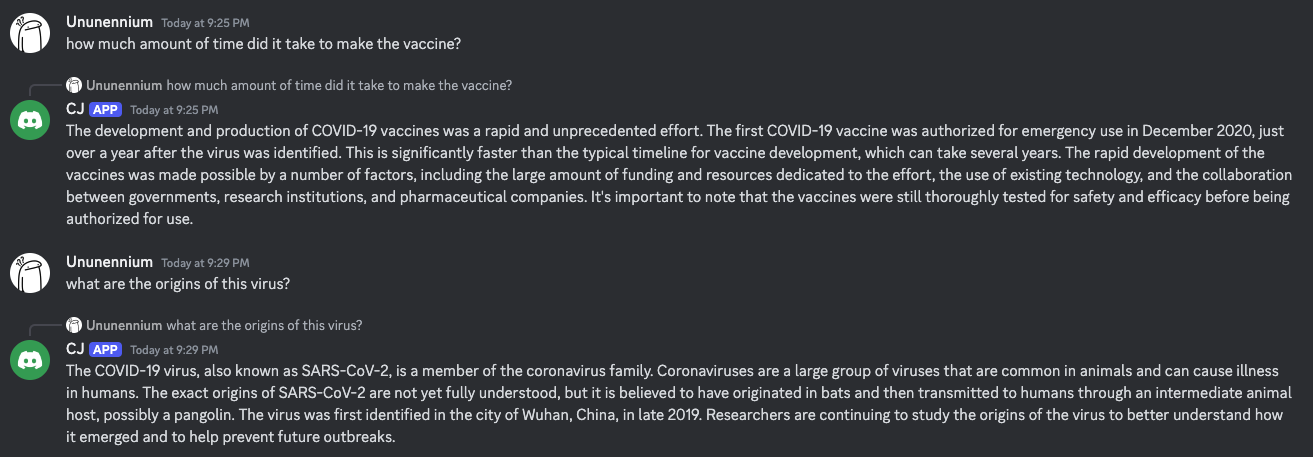 Ununennium Today at 9:25 PM
how much amount of time did it take to make the vaccine?
Ununennium how much amount of time did it take to make the vaccine?
CJ APP Today at 9:25 PM
The development and production of COVID-19 vaccines was a rapid and unprecedented effort. The first COVID-19 vaccine was authorized for emergency use in December 2020, just
over a year after the virus was identified. This is significantly faster than the typical timeline for vaccine development, which can take several years. The rapid development of the
vaccines was made possible by a number of factors, including the large amount of funding and resources dedicated to the effort, the use of existing technology, and the collaboration
between governments, research institutions, and pharmaceutical companies. It's important to note that the vaccines were still thoroughly tested for safety and efficacy before being
authorized for use.
Ununennium Today at 9:29 PM
what are the origins of this virus?
Ununennium what are the origins of this virus?
CJ APP Today at 9:29 PM
The COVID-19 virus, also known as SARS-CoV-2, is a member of the coronavirus family. Coronaviruses are a large group of viruses that are common in animals and can cause illness
in humans. The exact origins of SARS-CoV-2 are not yet fully understood, but it is believed to have originated in bats and then transmitted to humans through an intermediate animal
host, possibly a pangolin. The virus was first identified in the city of Wuhan, China, in late 2019. Researchers are continuing to study the origins of the virus to better understand how
it emerged and to help prevent future outbreaks.